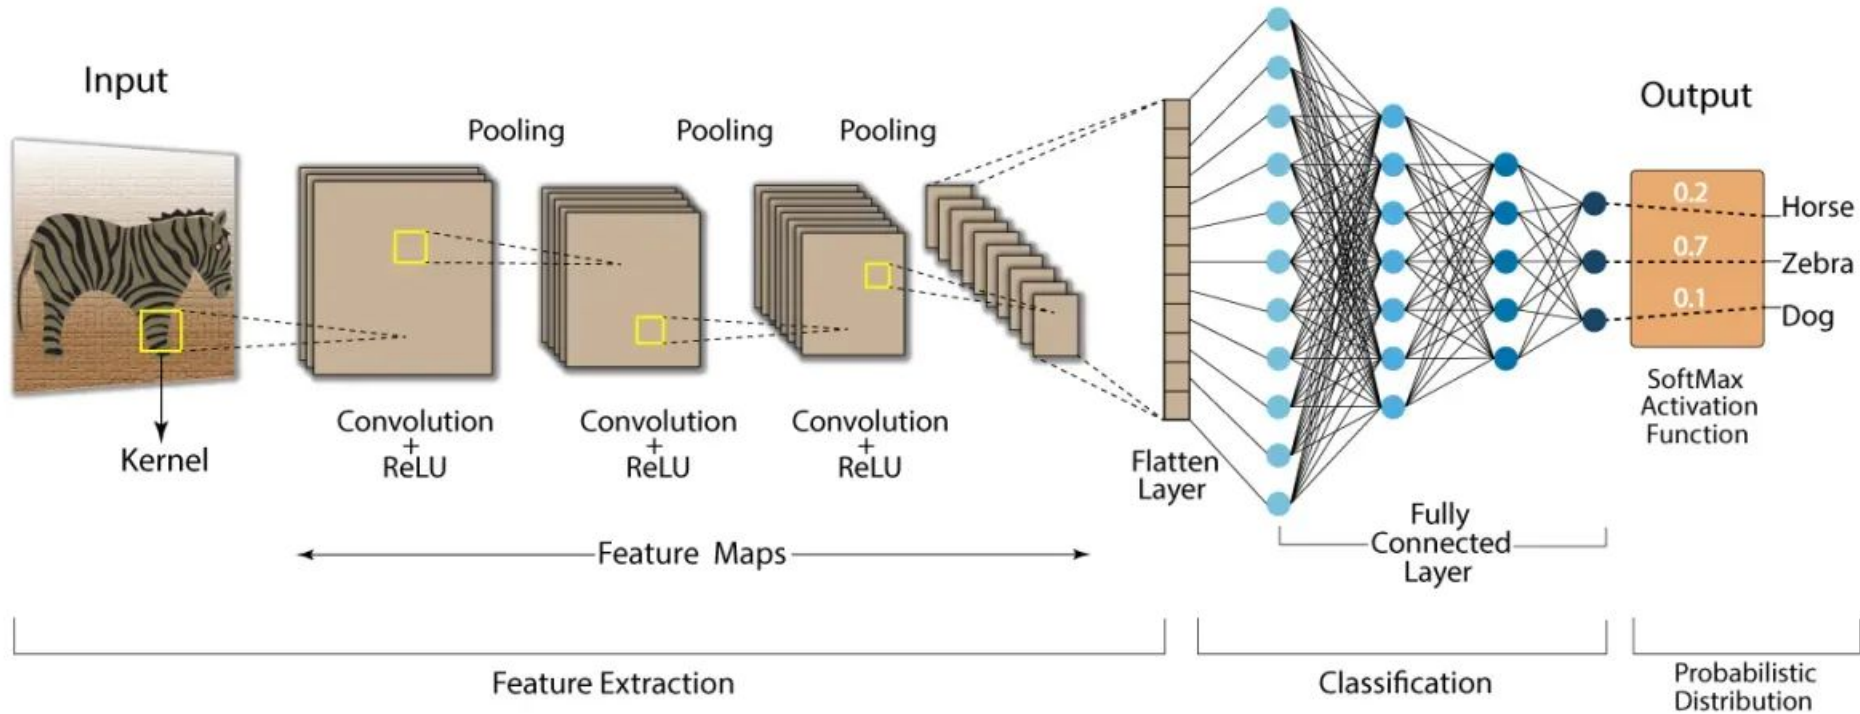 Input
Kernel
Pooling
Pooling
Pooling
Convolution
+
ReLU
Convolution
+
ReLU
Convolution
+
ReLU
Feature Maps
Flatten
Layer
Fully
Connected
Layer
Output
0.2
Horse
0.7
Zebra
0.1
Dog
SoftMax
Activation
Function
Feature Extraction
Classification
Probabilistic
Distribution